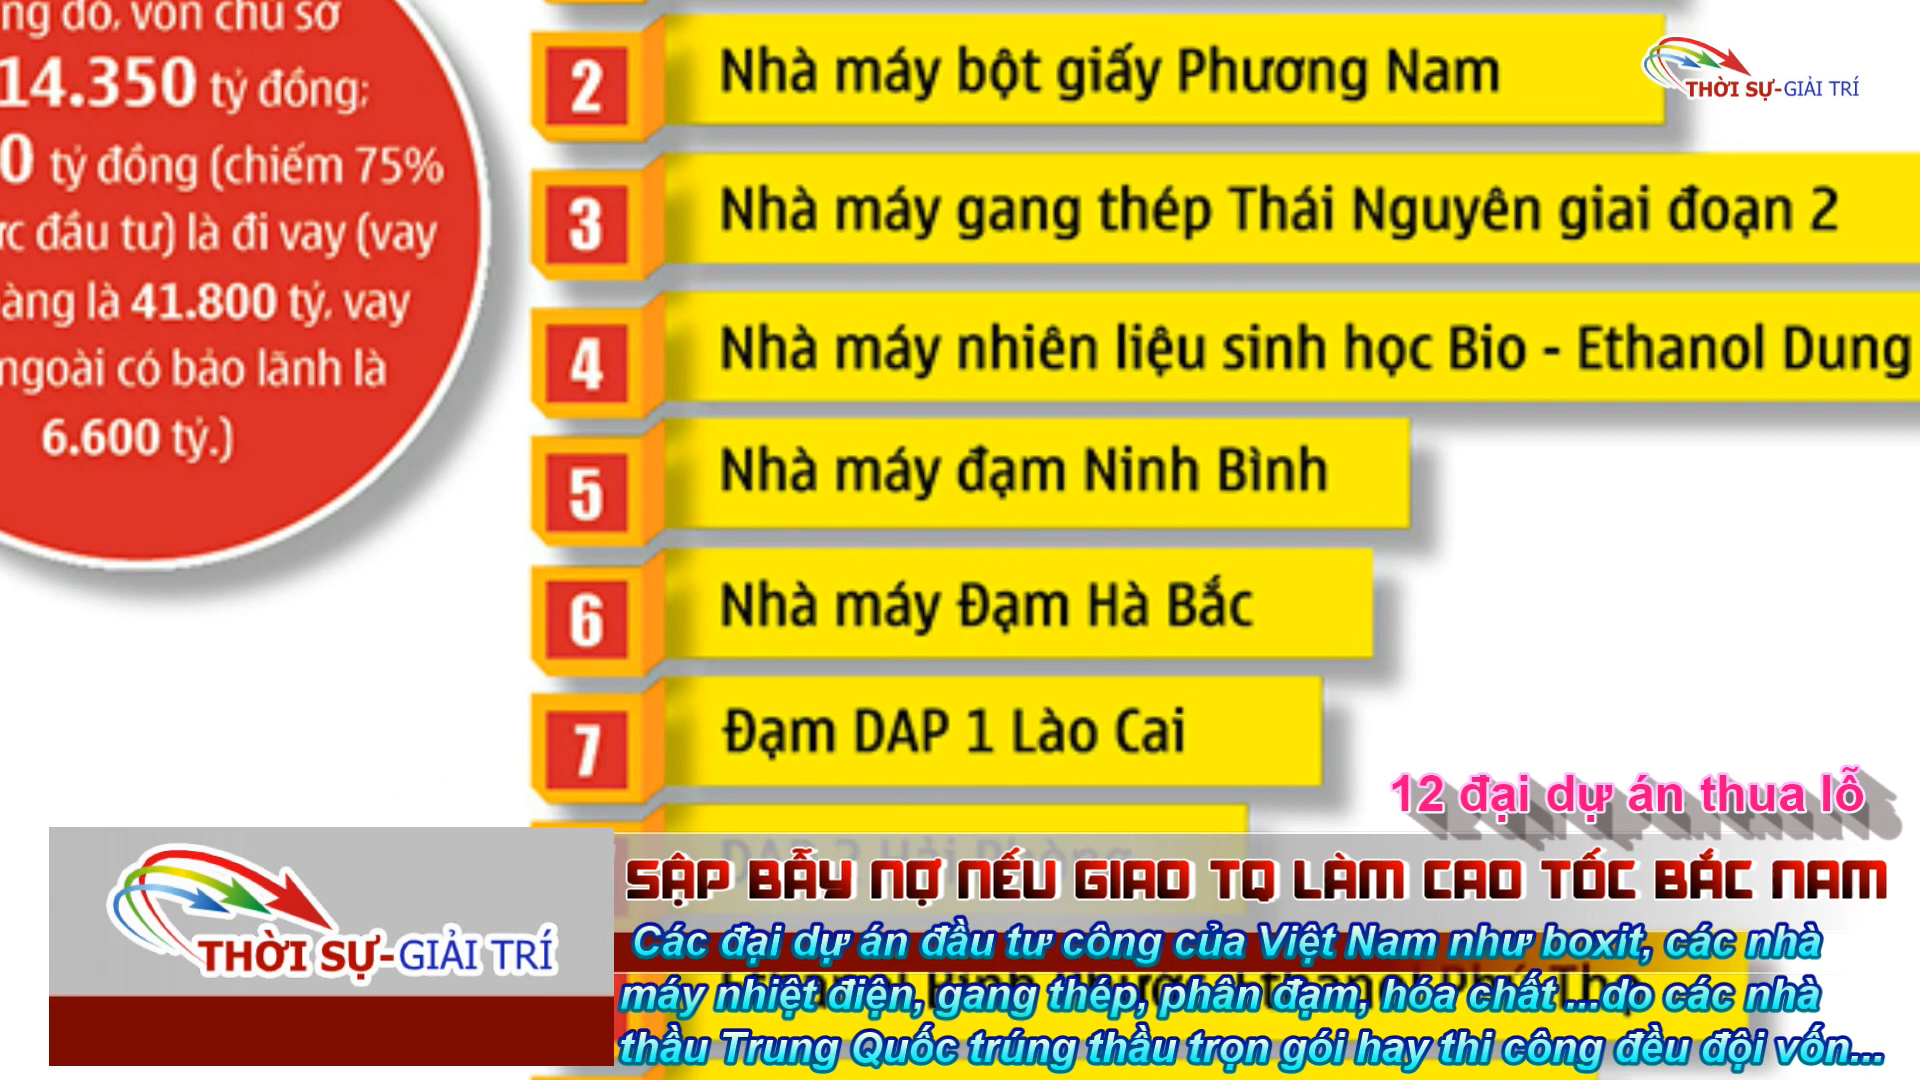 ng đó, vốn chủ sở
14.350 tỷ đồng;
0 tỷ đồng (chiếm 75%
ức đầu tư) là đi vay (vay
àng là 41.800 tỷ, vay
ngoài có bảo lãnh là
6.600 tỷ.)
2 Nhà máy bột giấy Phương Nam
3 Nhà máy gang thép Thái Nguyên giai đoạn 2
4 Nhà máy nhiên liệu sinh học Bio - Ethanol Dung
5 Nhà máy đạm Ninh Bình
6 Nhà máy Đạm Hà Bắc
7 Đạm DAP 1 Lào Cai
DAP 2 Hải Phòng
THỜI SỰ-GIẢI TRÍ
12 đại dự án thua lỗ
THỜI SỰ-GIẢI TRÍ
SẬP BẪY NỢ NẾU GIAO TQ LÀM CAO TỐC BẮC NAM
Các đại dự án đầu tư công của Việt Nam như boxit, các nhà
máy nhiệt điện, gang thép, phân đạm, hóa chất ...do các nhà
thầu Trung Quốc trúng thầu trọn gói hay thi công đều đội vốn...